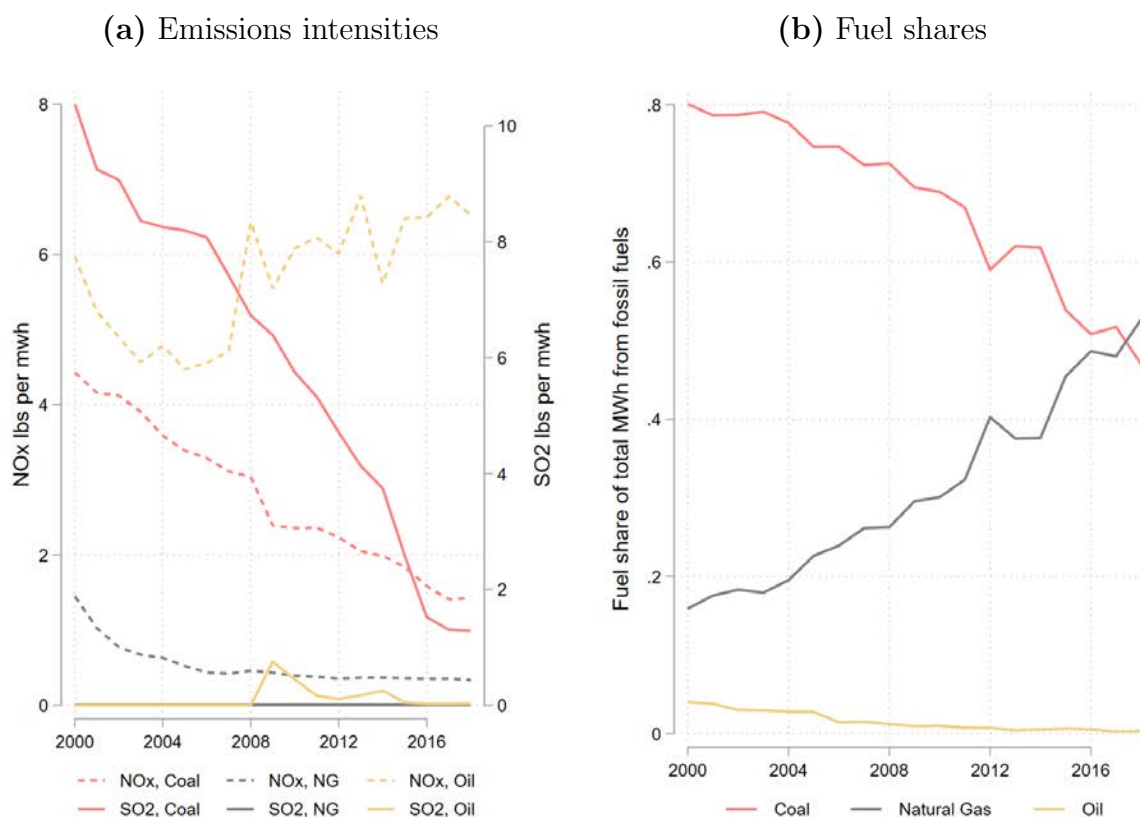 (a) Emissions intensities
(b) Fuel shares
8
6
4
2
0
NOx lbs per mwh
10
8
6
4
2
0
SO2 lbs per mwh
2000 2004 2008 2012 2016
NOx, Coal NOx, NG NOx, Oil
SO2, Coal SO2, NG SO2, Oil
.8
.6
.4
.2
0
Fuel share of total MWh from fossil fuels
2000 2004 2008 2012 2016
Coal Natural Gas Oil